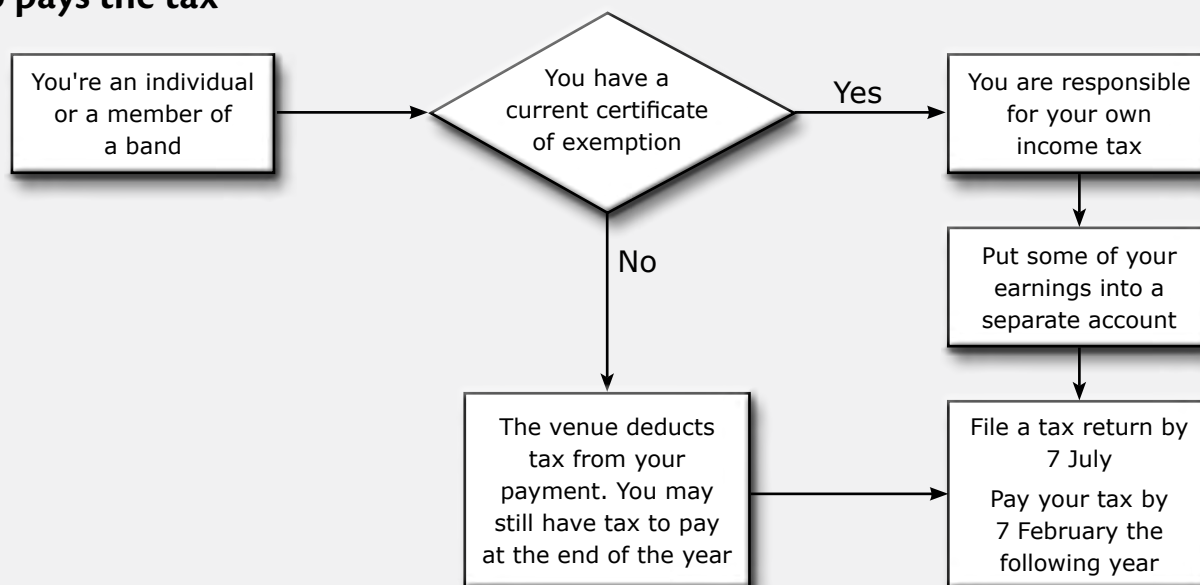 pays the tax
You're an individual
or a member of
a band
You have a
current certificate
of exemption
Yes
You are responsible
for your own
income tax
No
Put some of your
earnings into a
separate account
The venue deducts
tax from your
payment. You may
still have tax to pay
at the end of the year
File a tax return by
7 July
Pay your tax by
7 February the
following year